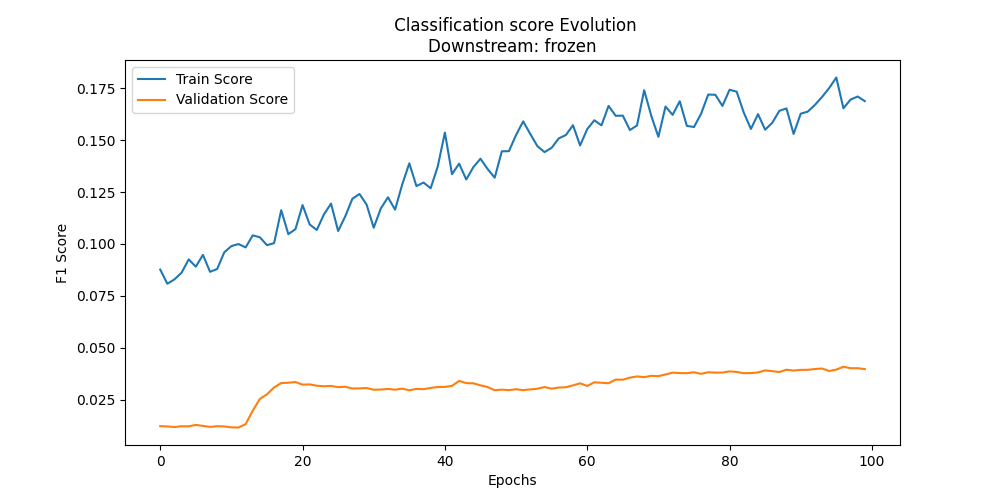 Classification score Evolution
Downstream: frozen
Train Score
Validation Score
0.175
0.150
0.125
0.100
0.075
0.050
0.025
F1 Score
0 20 40 60 80 100
Epochs